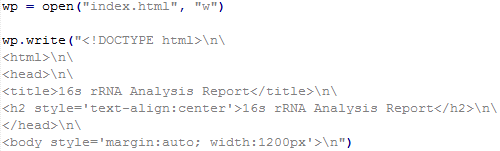 wp = open("index.html", "w")
wp.write("<!DOCTYPE html>\n\
<html>\n\
<head>\n\
<title>16s rRNA Analysis Report</title>\n\
<h2 style='text-align:center'>16s rRNA Analysis Report</h2>\n\
</head>\n\
<body style='margin:auto; width:1200px'>\n")